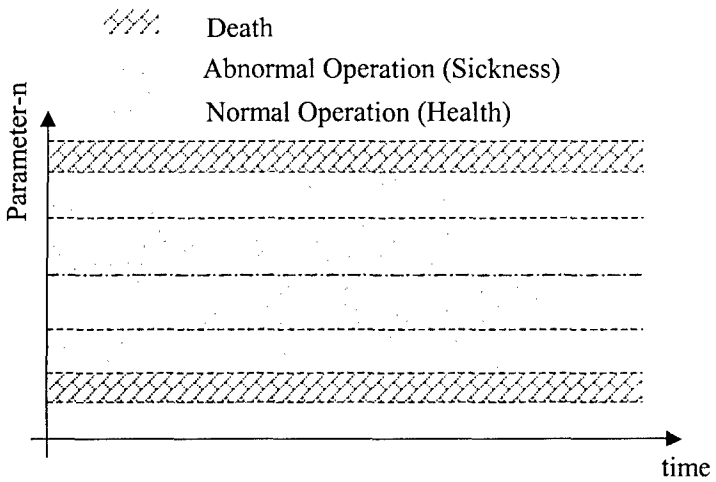 Death
Abnormal Operation (Sickness)
Normal Operation (Health)
Parameter-n
time